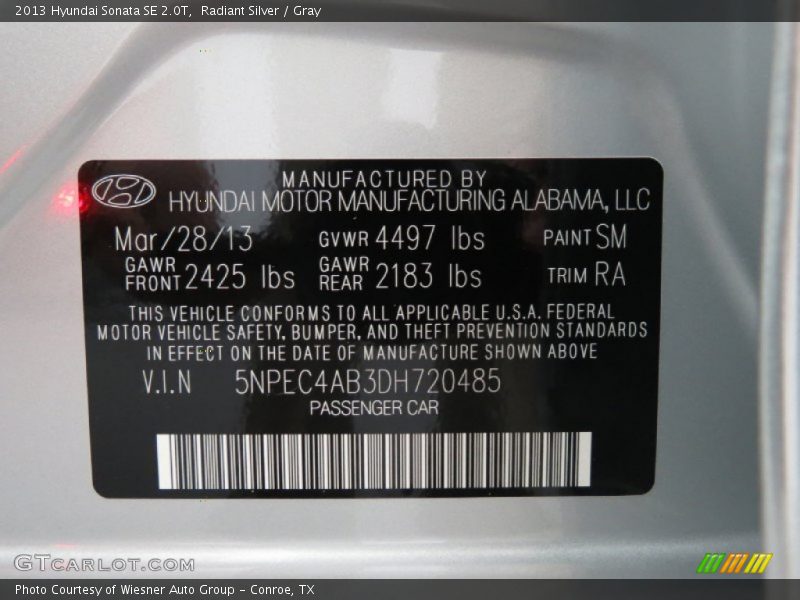 2013 Hyundai Sonata SE 2.0T, Radiant Silver / Gray
MANUFACTURED BY
HYUNDAI MOTOR MANUFACTURING ALABAMA, LLC
Mar/28/13 GVWR 4497 lbs PAINT SM
GAWR FRONT 2425 lbs GAWR REAR 2183 lbs TRIM RA
THIS VEHICLE CONFORMS TO ALL APPLICABLE U.S.A. FEDERAL
MOTOR VEHICLE SAFETY, BUMPER, AND THEFT PREVENTION STANDARDS
IN EFFECT ON THE DATE OF MANUFACTURE SHOWN ABOVE
V.I.N 5NPEC4AB3DH720485
PASSENGER CAR
GTCARLOT.COM
Photo Courtesy of Wiesner Auto Group - Conroe, TX